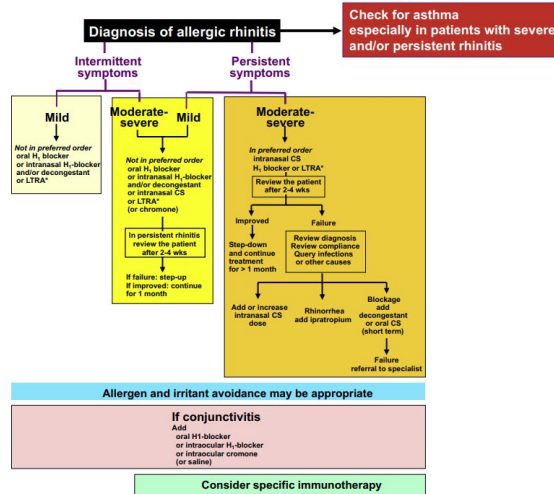 Diagnosis of allergic rhinitis
Check for asthma
especially in patients with severe
and/or persistent rhinitis
Intermittent
symptoms
Persistent
symptoms
Mild
Not in preferred order
oral H₁ blocker
or intranasal H₁-blocker
and/or decongestant
or LTRA*
Moderate-
severe
Mild
Not in preferred order
oral H₁ blocker
or intranasal H₁-blocker
and/or decongestant
or intranasal CS
or LTRA*
(or chromone)
In persistent rhinitis
review the patient
after 2-4 wks
If failure: step-up
If improved: continue
for 1 month
Moderate-
severe
In preferred order
intranasal CS
H₁ blocker or LTRA*
Review the patient
after 2-4 wks
Improved
Failure
Step-down
and continue
treatment
for > 1 month
Review diagnosis
Review compliance
Query infections
or other causes
Add or increase
intranasal CS
dose
Rhinorrhea
add ipratropium
Blockage
add
decongestant
or oral CS
(short term)
Failure
referral to specialist
Allergen and irritant avoidance may be appropriate
If conjunctivitis
Add
oral H1-blocker
or intraocular H₁-blocker
or intraocular cromone
(or saline)
Consider specific immunotherapy